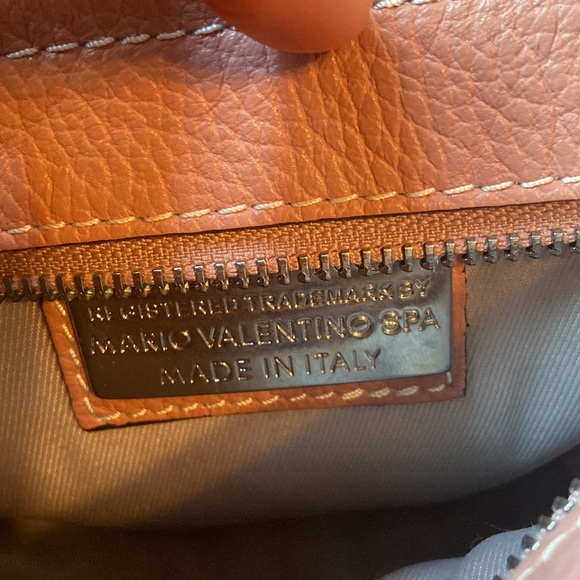 REGISTERED TRADEMARK BY
MARIO VALENTINO SPA
MADE IN ITALY